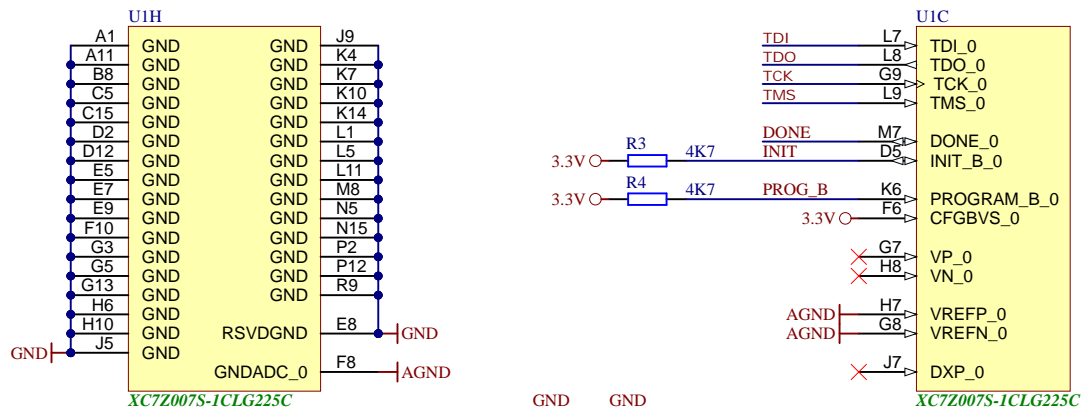 U1H
A1 GND GND J9
A11 GND GND K4
B8 GND GND K7
C5 GND GND K10
C15 GND GND K14
D2 GND GND L1
D12 GND GND L5
E5 GND GND L11
E7 GND GND M8
E9 GND GND N5
F10 GND GND N15
G3 GND GND P2
G5 GND GND P12
G13 GND GND R9
H6 GND
H10 GND RSVDGND E8 GND
GND J5 GND
GNDADC_0 F8 AGND
XC7Z007S-1CLG225C
U1C
TDI L7 TDI_0
TDO L8 TDO_0
TCK G9 TCK_0
TMS L9 TMS_0
DONE M7 DONE_0
3.3V R3 4K7 INIT D5 INIT_B_0
3.3V R4 4K7 PROG_B K6 PROGRAM_B_0
3.3V F6 CFGBVS_0
G7 VP_0
H8 VN_0
AGND H7 VREFP_0
AGND G8 VREFN_0
J7 DXP_0
GND GND
XC7Z007S-1CLG225C